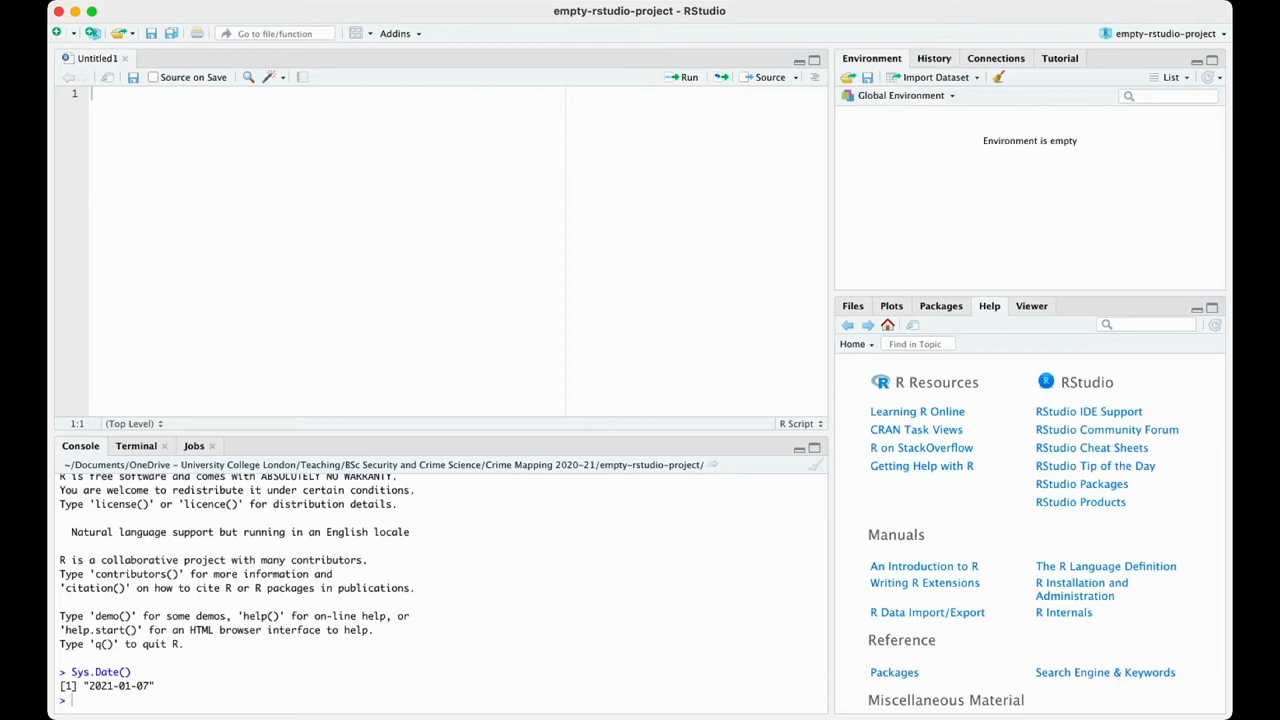 empty-rstudio-project - RStudio
Go to file/function
Addins
empty-rstudio-project
Untitled1
Source on Save
Run
Source
1
1:1
(Top Level)
R Script
Console
Terminal
Jobs
~/Documents/OneDrive - University College London/Teaching/BSc Security and Crime Science/Crime Mapping 2020-21/empty-rstudio-project/
R is free software and comes with ABSOLUTELY NO WARRANTY.
You are welcome to redistribute it under certain conditions.
Type 'license()' or 'licence()' for distribution details.
Natural language support but running in an English locale
R is a collaborative project with many contributors.
Type 'contributors()' for more information and
'citation()' on how to cite R or R packages in publications.
Type 'demo()' for some demos, 'help()' for on-line help, or
'help.start()' for an HTML browser interface to help.
Type 'q()' to quit R.
> Sys.Date()
[1] "2021-01-07"
>
Environment
History
Connections
Tutorial
Import Dataset
List
Global Environment
Environment is empty
Files
Plots
Packages
Help
Viewer
Home
Find in Topic
R Resources
Learning R Online
CRAN Task Views
R on StackOverflow
Getting Help with R
RStudio
RStudio IDE Support
RStudio Community Forum
RStudio Cheat Sheets
RStudio Tip of the Day
RStudio Packages
RStudio Products
Manuals
An Introduction to R
Writing R Extensions
R Data Import/Export
The R Language Definition
R Installation and
Administration
R Internals
Reference
Packages
Search Engine & Keywords
Miscellaneous Material